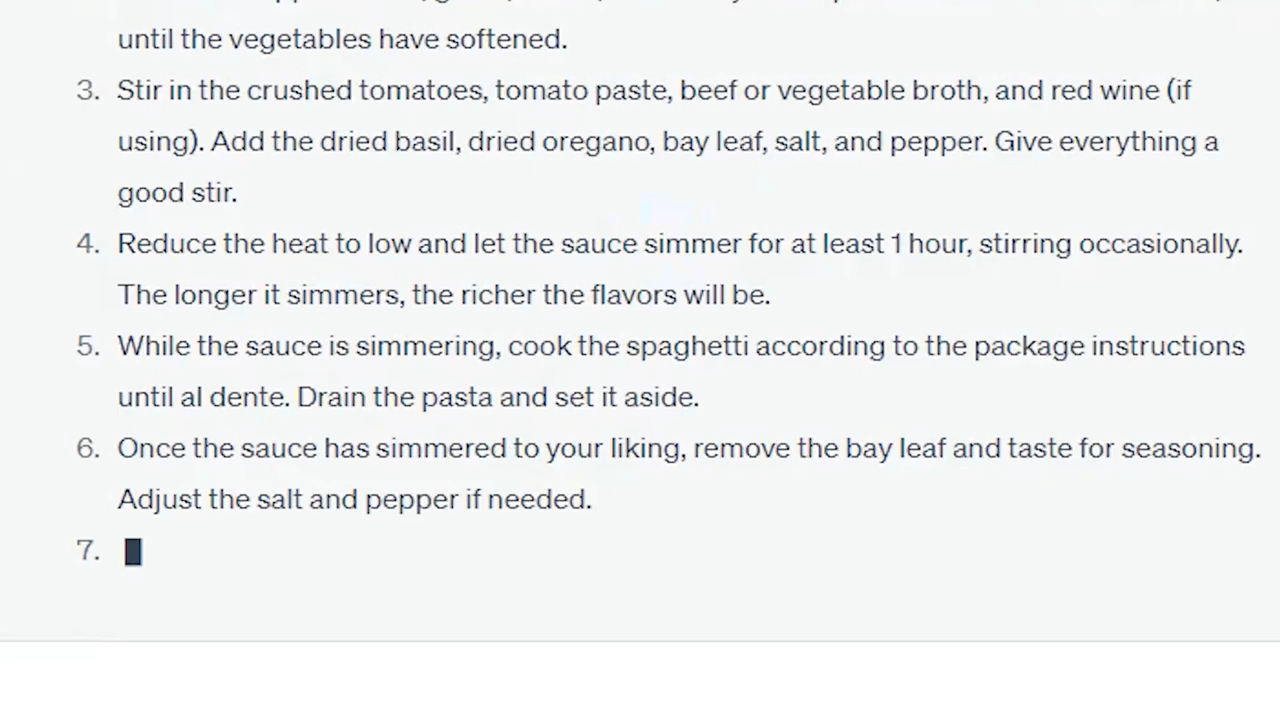 until the vegetables have softened.
3. Stir in the crushed tomatoes, tomato paste, beef or vegetable broth, and red wine (if
using). Add the dried basil, dried oregano, bay leaf, salt, and pepper. Give everything a
good stir.
4. Reduce the heat to low and let the sauce simmer for at least 1 hour, stirring occasionally.
The longer it simmers, the richer the flavors will be.
5. While the sauce is simmering, cook the spaghetti according to the package instructions
until al dente. Drain the pasta and set it aside.
6. Once the sauce has simmered to your liking, remove the bay leaf and taste for seasoning.
Adjust the salt and pepper if needed.
7.